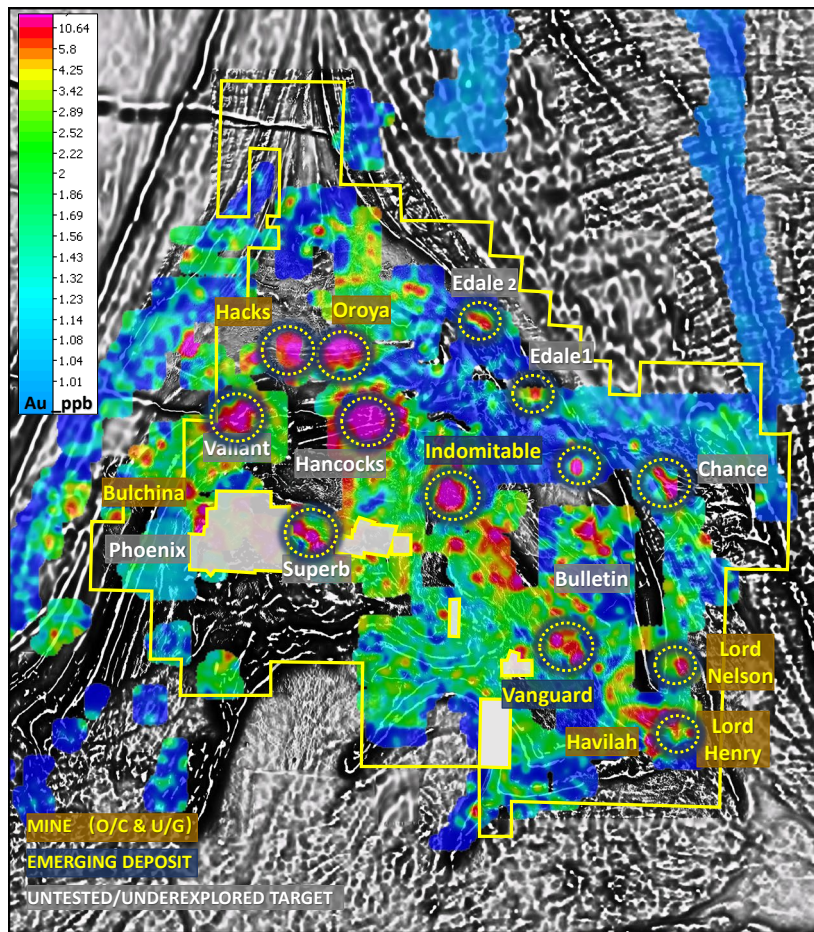 10.64
5.8
4.25
3.42
2.89
2.52
2.22
2
1.86
1.69
1.56
1.43
1.32
1.24
1.14
1.08
1.04
1.01
Au _ppb
Edale 2
Hacks
Oroya
Edale1
Valiant
Hancocks
Indomitable
Chance
Bulchina
Phoenix
Superb
Bulletin
Lord
Nelson
Vanguard
Havilah
Lord
Henry
MINE (O/C & U/G)
EMERGING DEPOSIT
UNTESTED/UNDEREXPLORED TARGET